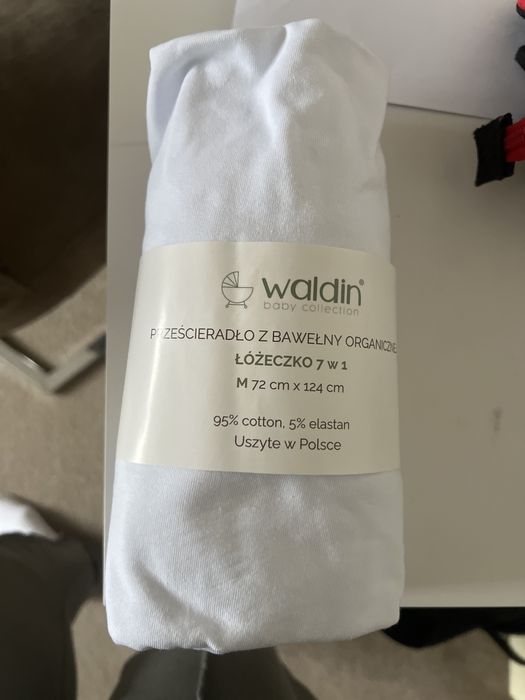 waldin®
baby collection
PRZEŚCIERADŁO Z BAWEŁNY ORGANICZNE
ŁÓŻECZKO 7 w 1
M 72 cm x 124 cm
95% cotton, 5% elastan
Uszyte w Polsce